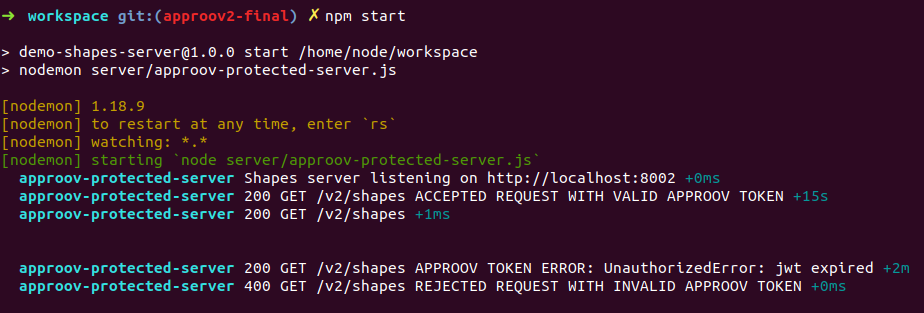 ➜ workspace git:(approov2-final) ✗ npm start
> demo-shapes-server@1.0.0 start /home/node/workspace
> nodemon server/approov-protected-server.js
[nodemon] 1.18.9
[nodemon] to restart at any time, enter `rs`
[nodemon] watching: *.*
[nodemon] starting `node server/approov-protected-server.js`
approov-protected-server Shapes server listening on http://localhost:8002 +0ms
approov-protected-server 200 GET /v2/shapes ACCEPTED REQUEST WITH VALID APPROOV TOKEN +15s
approov-protected-server 200 GET /v2/shapes +1ms
approov-protected-server 200 GET /v2/shapes APPROOV TOKEN ERROR: UnauthorizedError: jwt expired +2m
approov-protected-server 400 GET /v2/shapes REJECTED REQUEST WITH INVALID APPROOV TOKEN +0ms